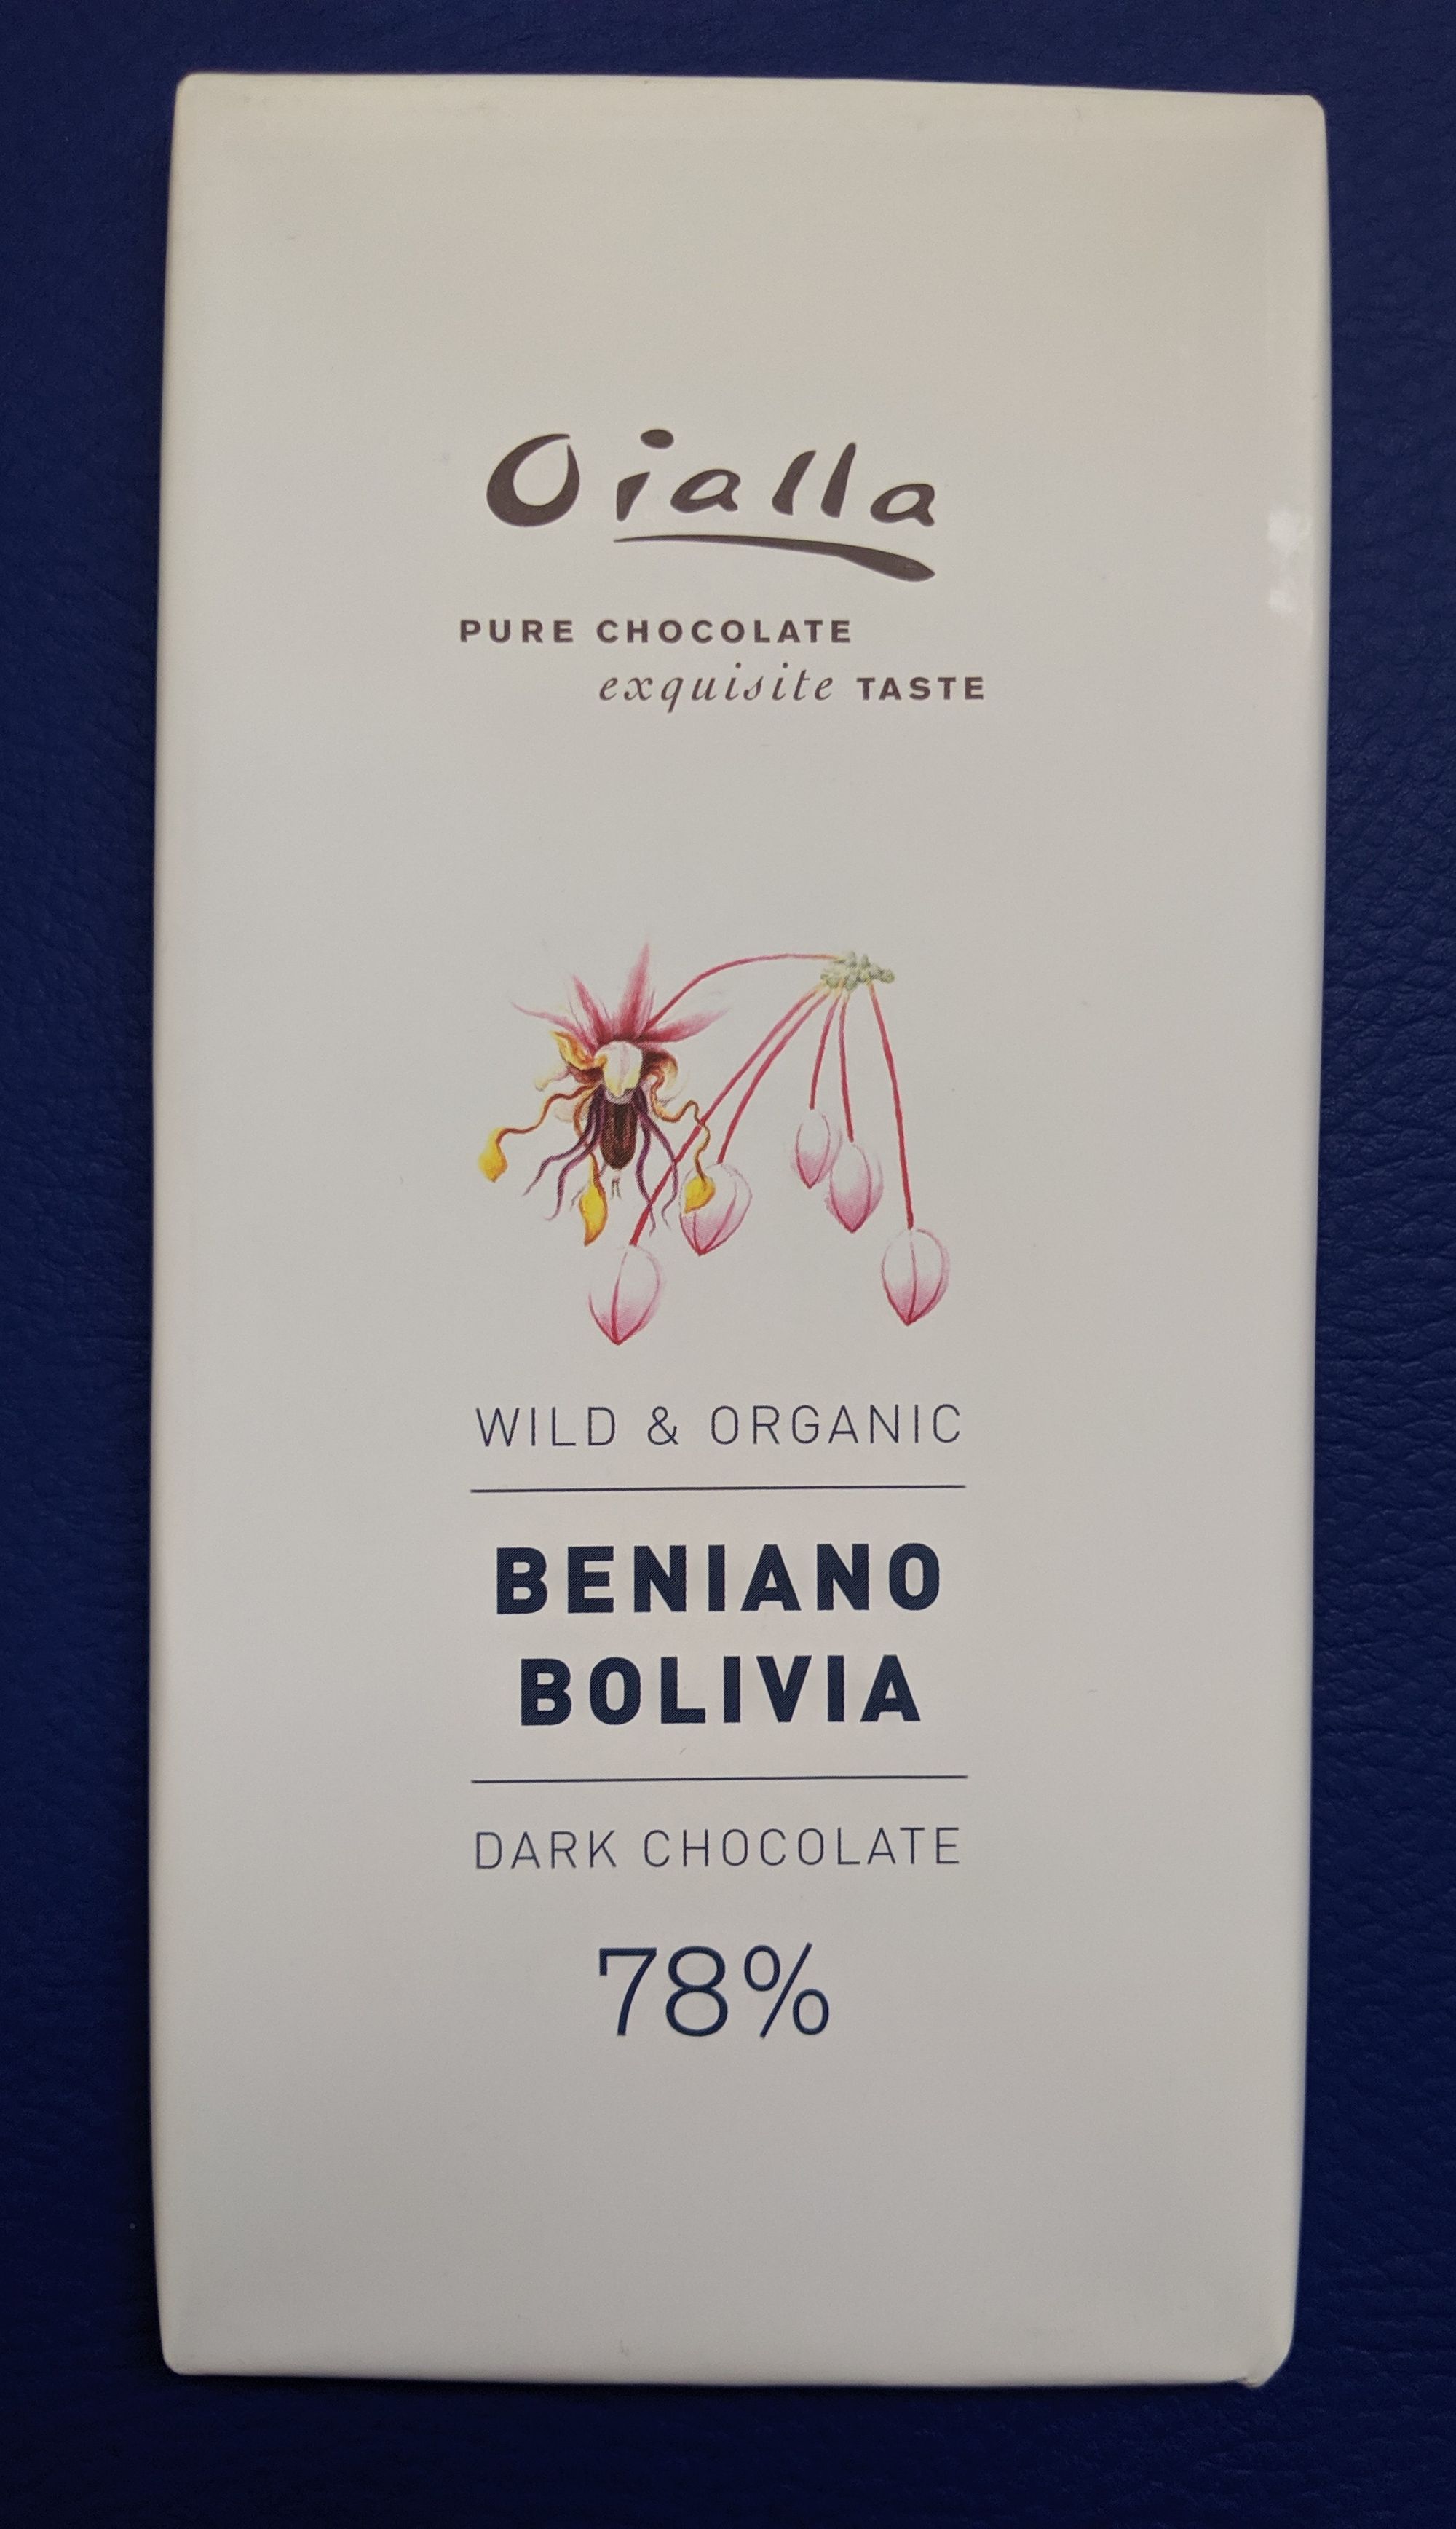 Oialla
PURE CHOCOLATE
exquisite TASTE
WILD & ORGANIC
BENIANO
BOLIVIA
DARK CHOCOLATE
78%